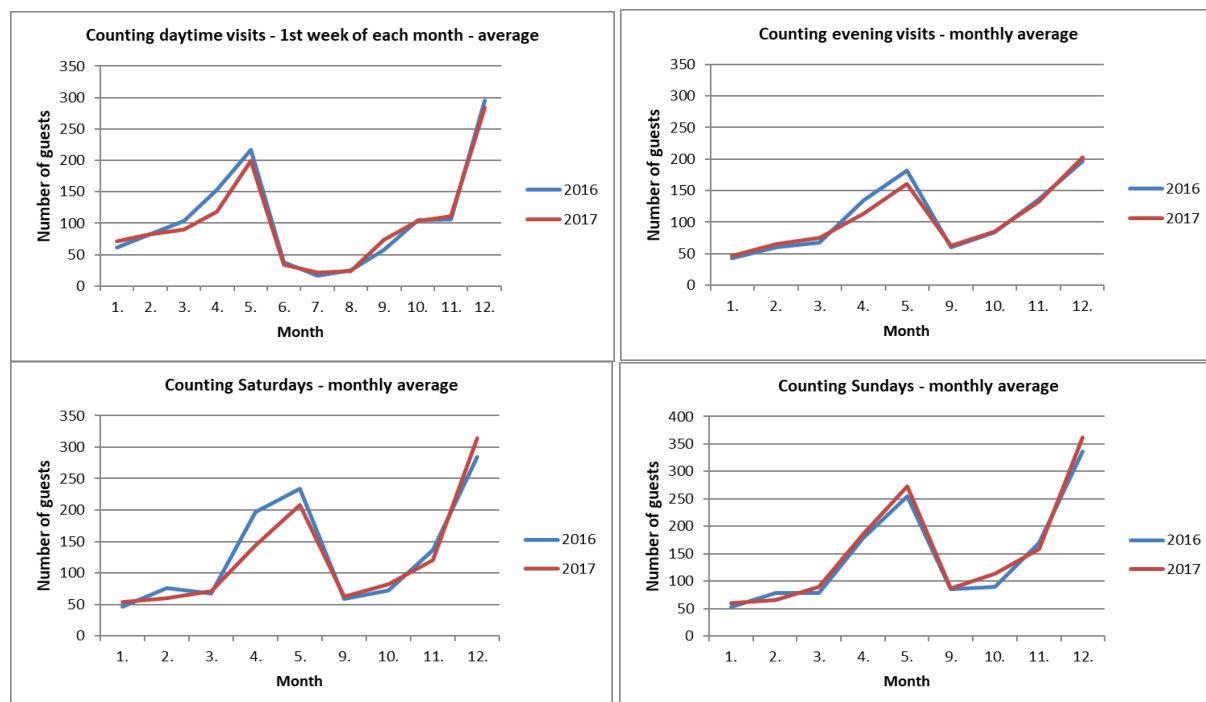 Counting daytime visits - 1st week of each month - average
350
300
250
200
150
100
50
0
Number of guests
1. 2. 3. 4. 5. 6. 7. 8. 9. 10. 11. 12.
Month
2016
2017
Counting evening visits - monthly average
350
300
250
200
150
100
50
0
Number of guests
1. 2. 3. 4. 5. 9. 10. 11. 12.
Month
2016
2017
Counting Saturdays - monthly average
350
300
250
200
150
100
50
0
Number of guests
1. 2. 3. 4. 5. 9. 10. 11. 12.
Month
2016
2017
Counting Sundays - monthly average
400
350
300
250
200
150
100
50
0
Number of guests
1. 2. 3. 4. 5. 9. 10. 11. 12.
Month
2016
2017